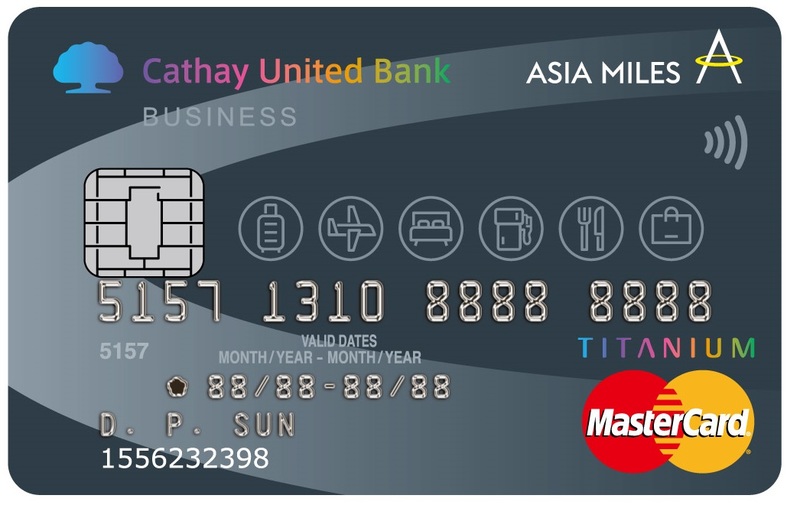 Cathay United Bank
ASIA MILES
BUSINESS
5157 1310 8888 8888
5157
VALID DATES
MONTH/YEAR – MONTH/YEAR
TITANIUM
88/88-88/88
D. P. SUN
MasterCard
1556232398